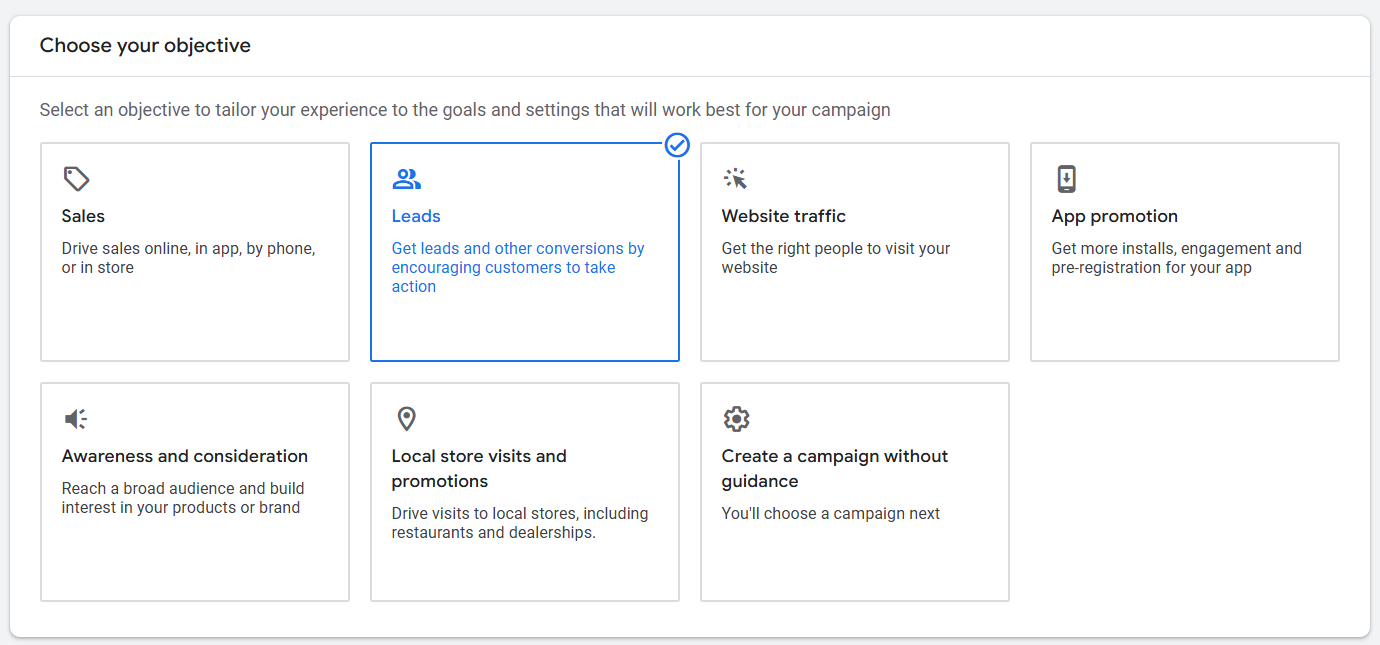 Choose your objective
Select an objective to tailor your experience to the goals and settings that will work best for your campaign
Sales
Drive sales online, in app, by phone,
or in store
Leads
Get leads and other conversions by
encouraging customers to take
action
Website traffic
Get the right people to visit your
website
App promotion
Get more installs, engagement and
pre-registration for your app
Awareness and consideration
Reach a broad audience and build
interest in your products or brand
Local store visits and
promotions
Drive visits to local stores, including
restaurants and dealerships.
Create a campaign without
guidance
You'll choose a campaign next